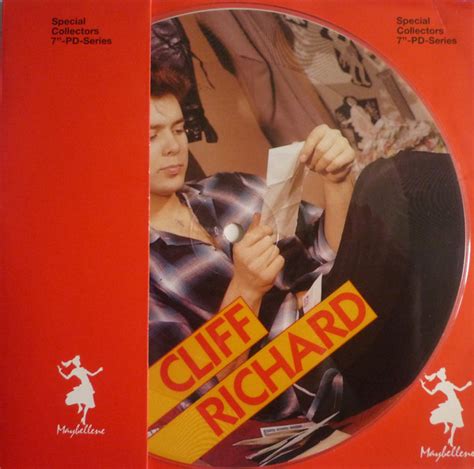 Special
Collectors
7"-PD-Series
Special
Collectors
7"-PD-Series
CLIFF
RICHARD
Maybellene
Maybellene